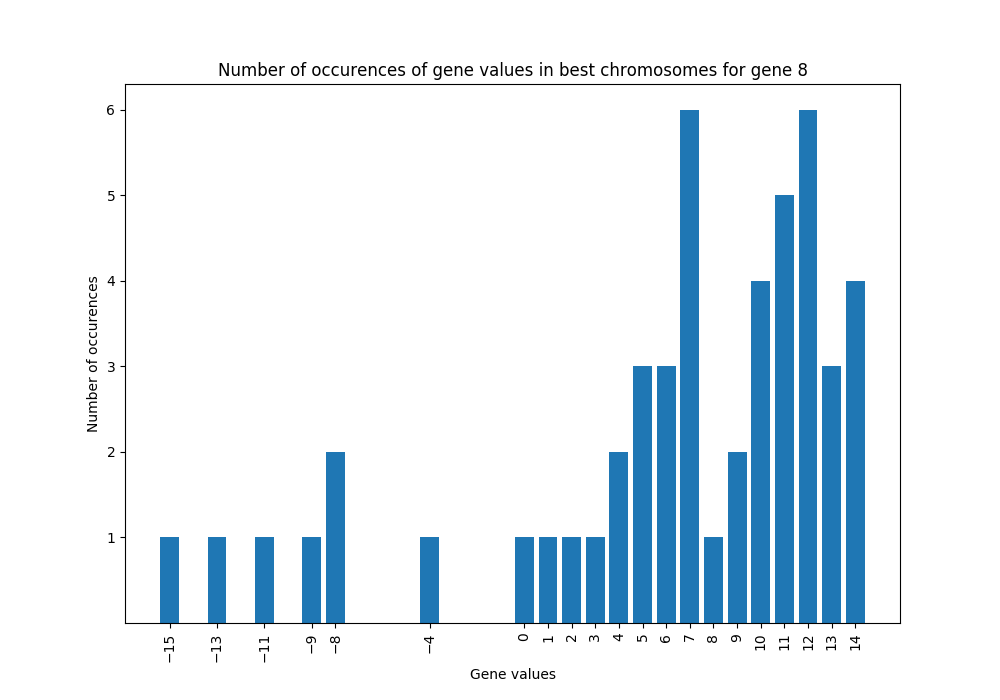 Number of occurences of gene values in best chromosomes for gene 8
6
5
4
3
2
1
Number of occurences
−15 −13 −11 −9 −8 −4 0 1 2 3 4 5 6 7 8 9 10 11 12 13 14
Gene values